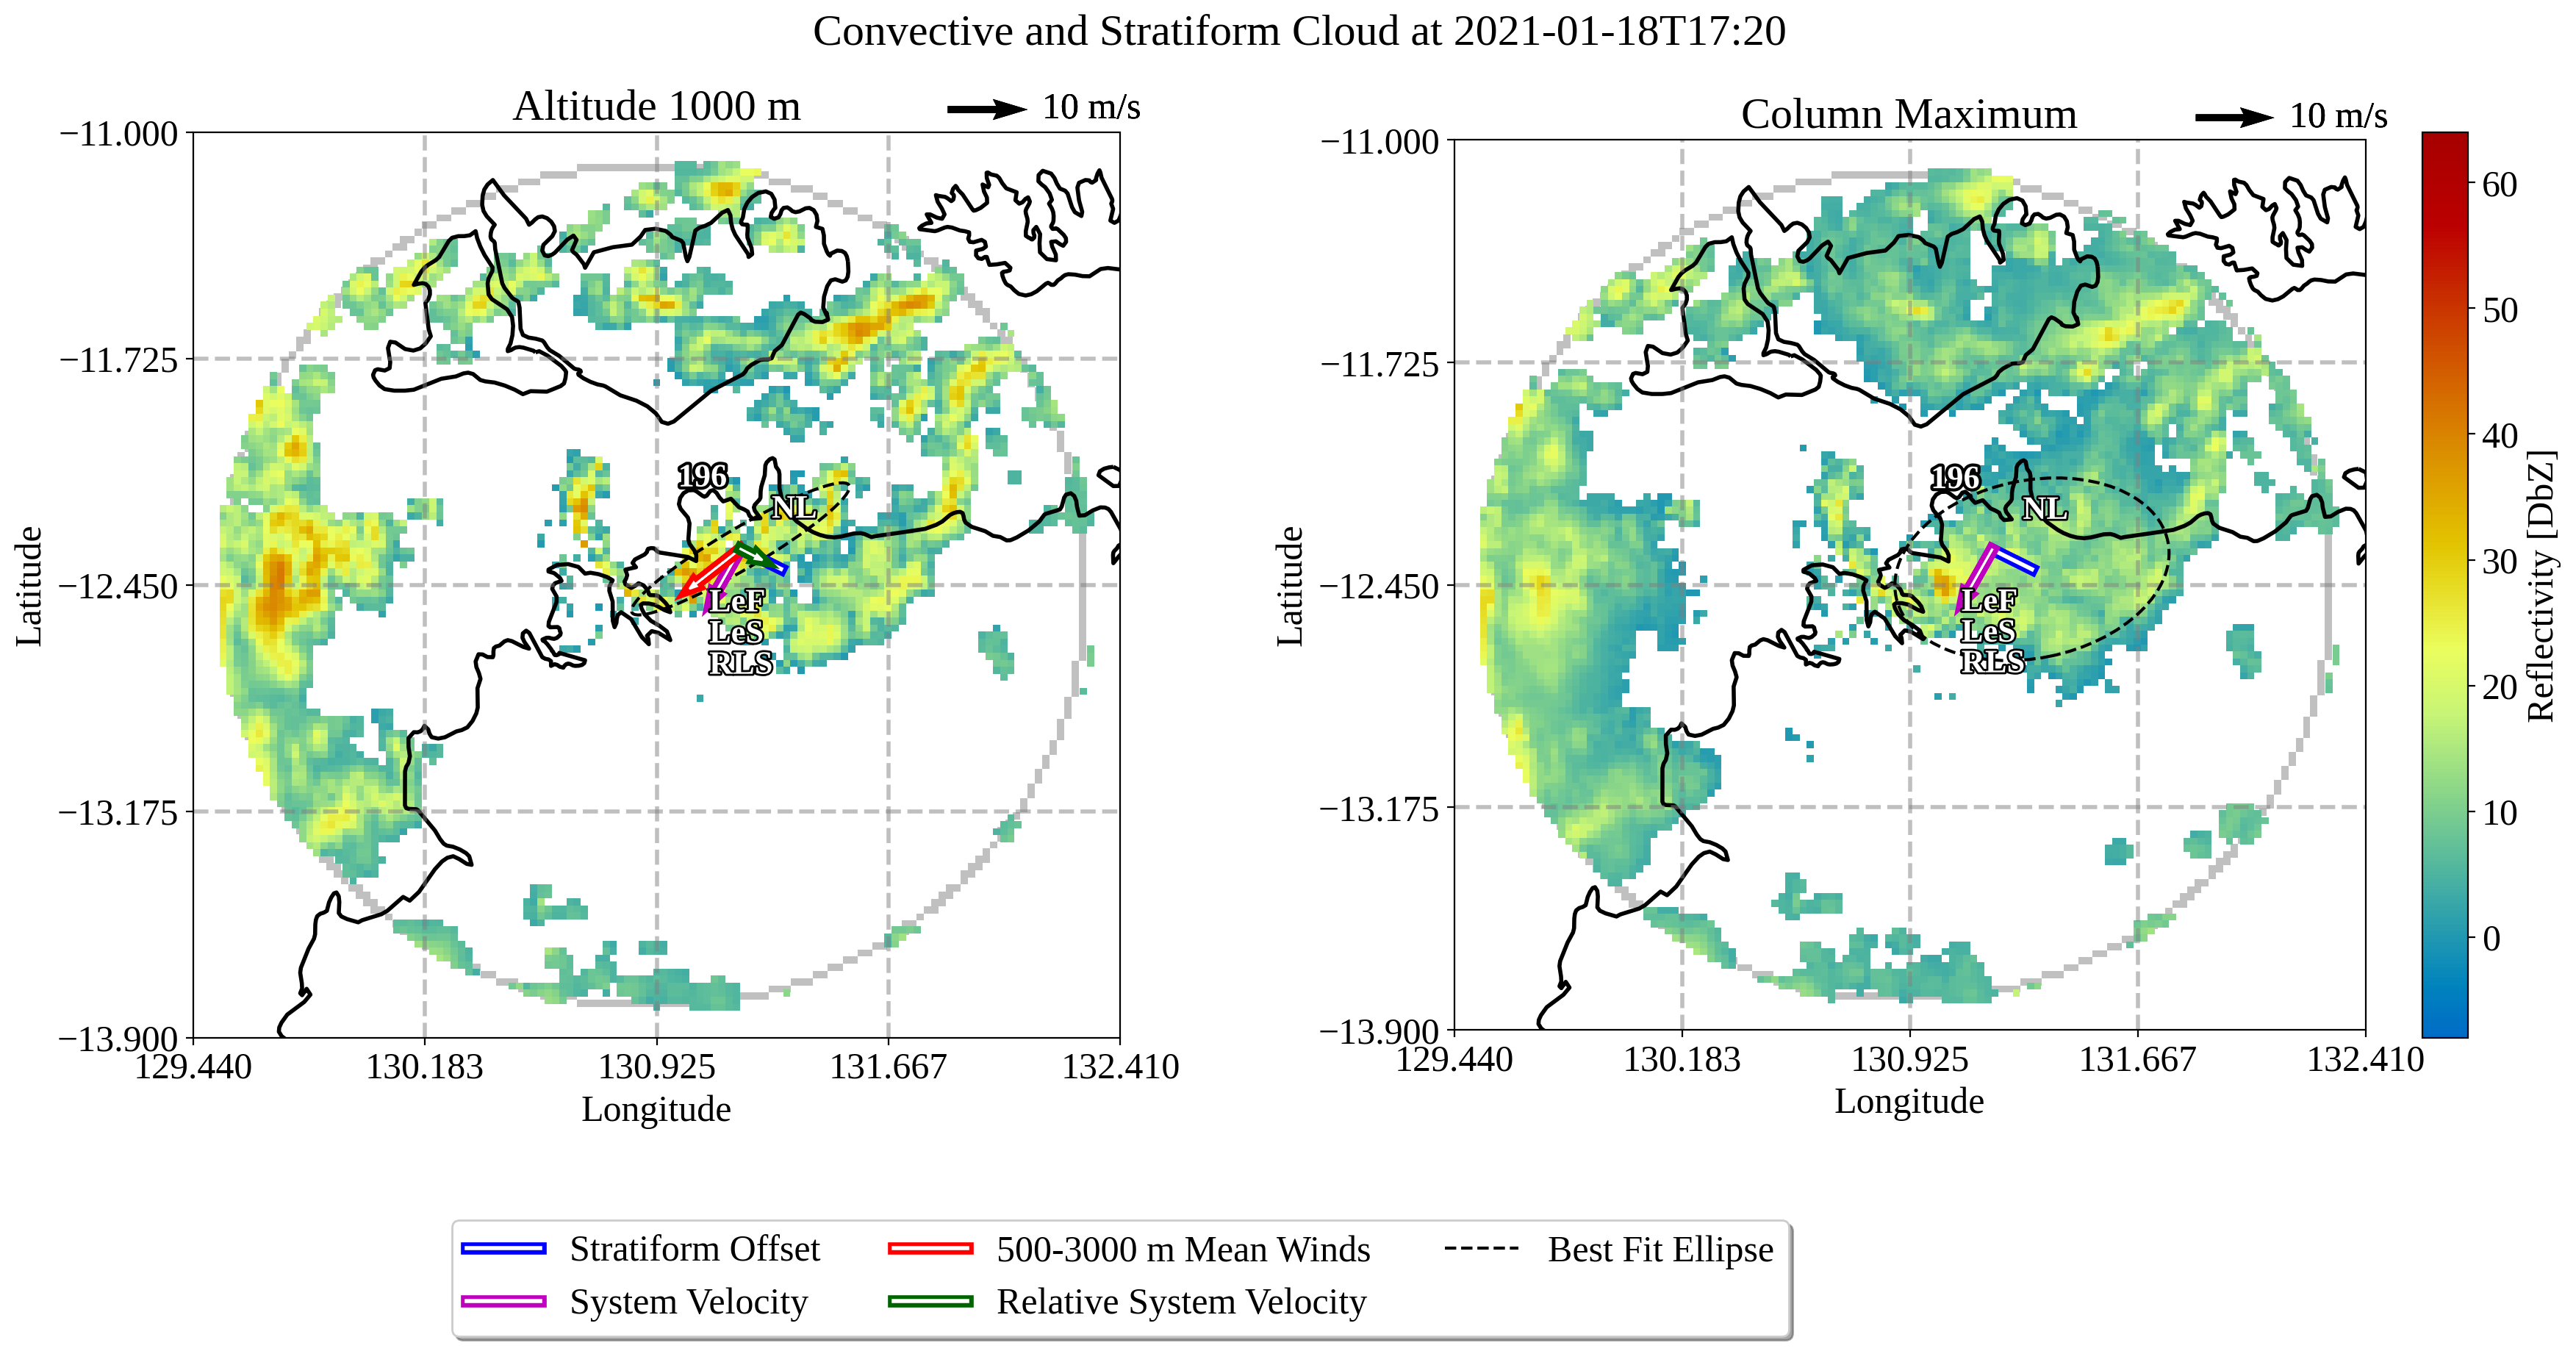 Convective and Stratiform Cloud at 2021-01-18T17:20
Altitude 1000 m
10 m/s
Column Maximum
10 m/s
−11.000
−11.725
−12.450
−13.175
−13.900
Latitude
129.440
130.183
130.925
131.667
132.410
Longitude
196
NL
LeF
LeS
RLS
−11.000
−11.725
−12.450
−13.175
−13.900
Latitude
129.440
130.183
130.925
131.667
132.410
Longitude
196
NL
LeF
LeS
RLS
60
50
40
30
20
10
0
Reflectivity [DbZ]
Stratiform Offset
System Velocity
500-3000 m Mean Winds
Relative System Velocity
Best Fit Ellipse